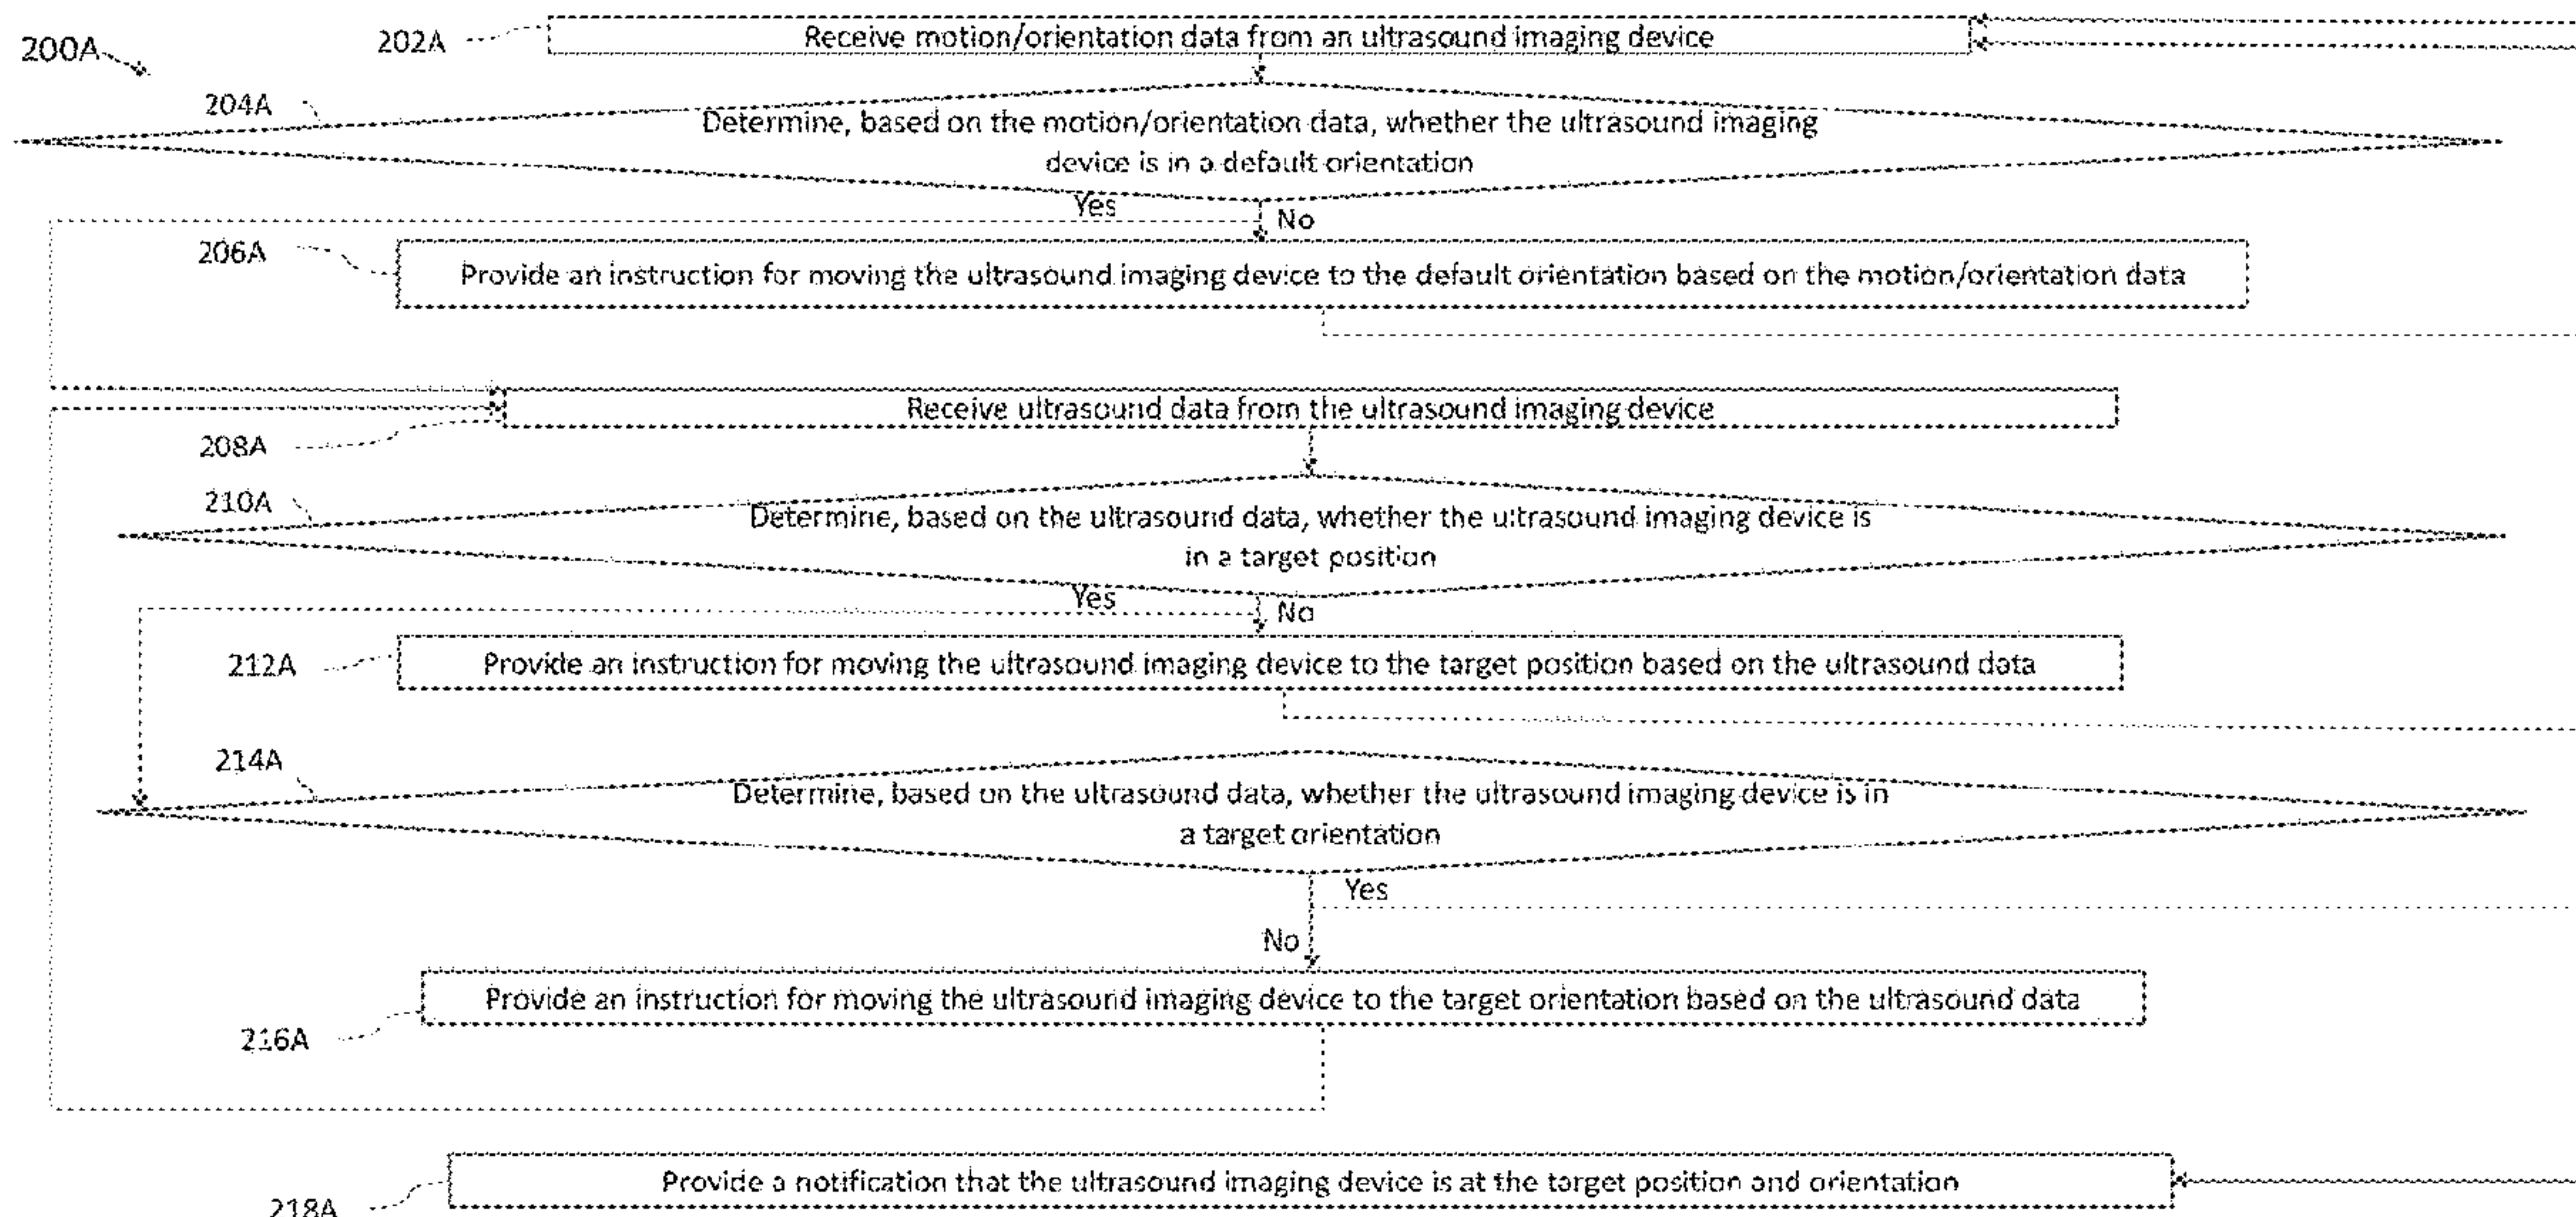 200A
202A
Receive motion/orientation data from an ultrasound imaging device
204A
Determine, based on the motion/orientation data, whether the ultrasound imaging
device is in a default orientation
Yes
No
206A
Provide an instruction for moving the ultrasound imaging device to the default orientation based on the motion/orientation data
Receive ultrasound data from the ultrasound imaging device
208A
210A
Determine, based on the ultrasound data, whether the ultrasound imaging device is
in a target position
Yes
No
212A
Provide an instruction for moving the ultrasound imaging device to the target position based on the ultrasound data
214A
Determine, based on the ultrasound data, whether the ultrasound imaging device is in
a target orientation
Yes
No
Provide an instruction for moving the ultrasound imaging device to the target orientation based on the ultrasound data
216A
Provide a notification that the ultrasound imaging device is at the target position and orientation
218A